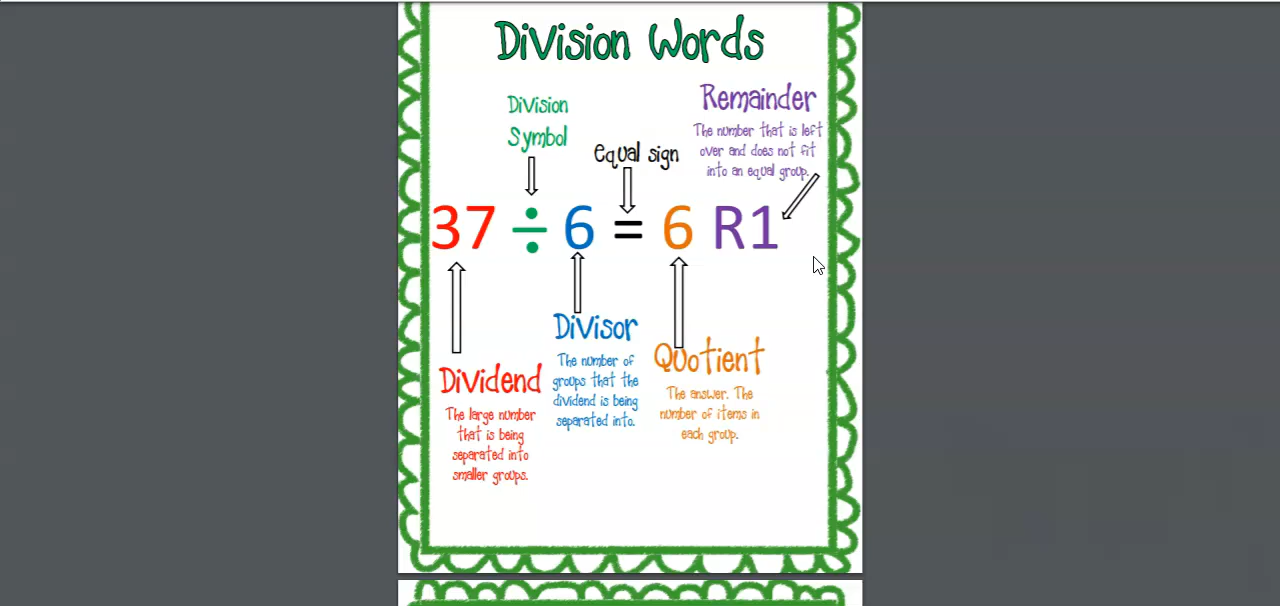 Division Words
Division
Symbol
equal sign
Remainder
The number that is left
over and does not fit
into an equal group.
37 ÷ 6 = 6 R1
Dividend
The large number
that is being
separated into
smaller groups.
Divisor
The number of
groups that the
dividend is being
separated into.
Quotient
The answer. The
number of items in
each group.